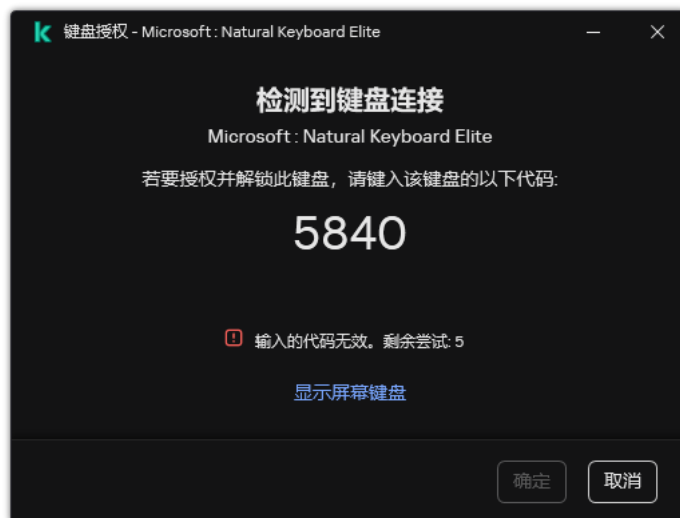 键盘授权 - Microsoft : Natural Keyboard Elite
检测到键盘连接
Microsoft : Natural Keyboard Elite
若要授权并解锁此键盘，请键入该键盘的以下代码:
5840
输入的代码无效。剩余尝试: 5
显示屏幕键盘
确定 取消